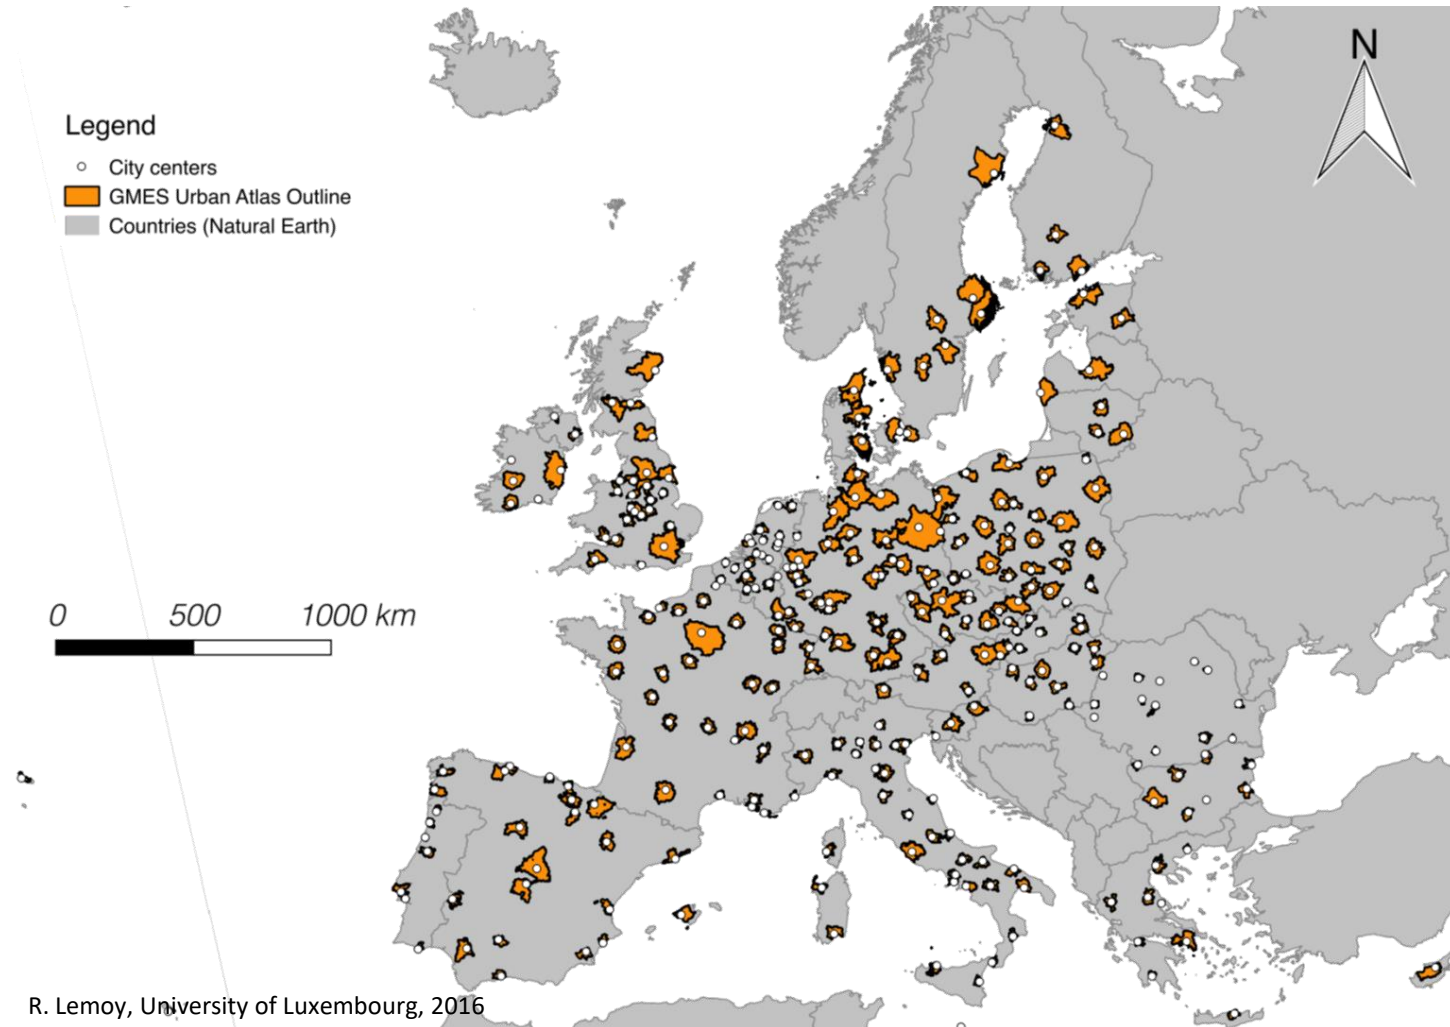 N
Legend
City centers
GMES Urban Atlas Outline
Countries (Natural Earth)
0 500 1000 km
R. Lemoy, University of Luxembourg, 2016